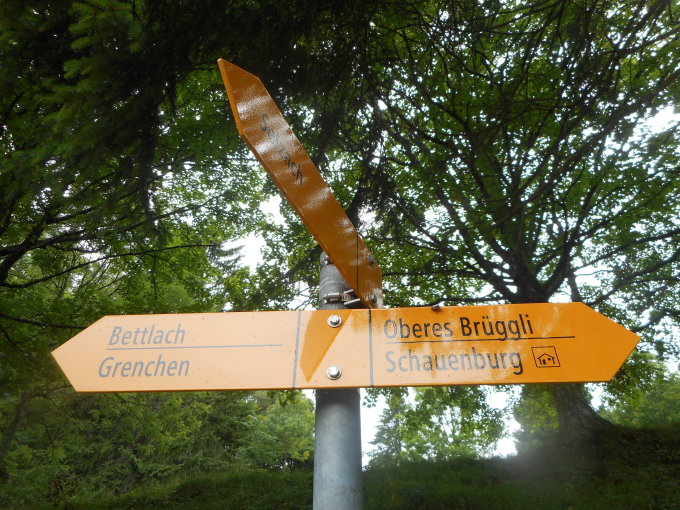 Bettlach
Grenchen
Oberes Brüggli
Schauenburg